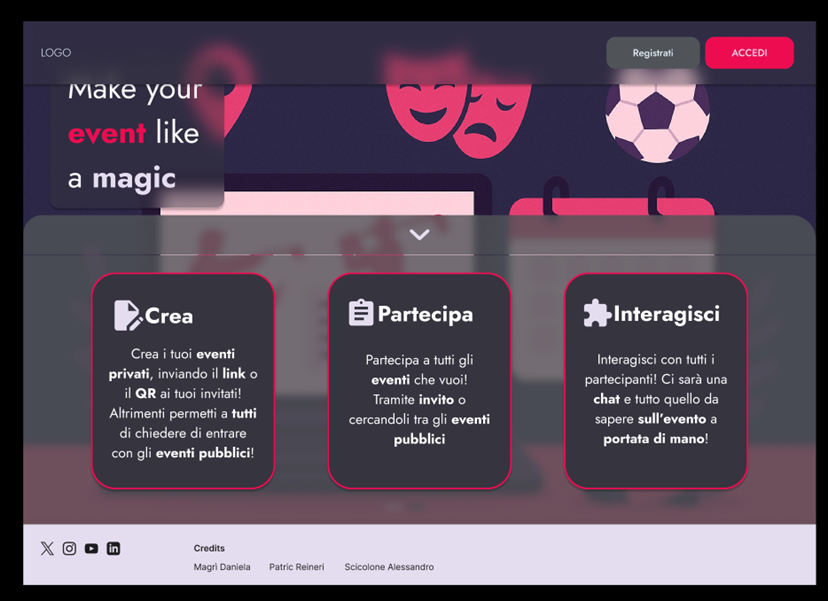 LOGO
Registrati
ACCEDI
Make your
event like
a magic
Crea
Crea i tuoi eventi
privati, inviando il link o
il QR ai tuoi invitati!
Altrimenti permetti a tutti
di chiedere di entrare
con gli eventi pubblici!
Partecipa
Partecipa a tutti gli
eventi che vuoi!
Tramite invito o
cercandoli tra gli eventi
pubblici
Interagisci
Interagisci con tutti i
partecipanti! Ci sarà una
chat e tutto quello da
sapere sull'evento a
portata di mano!
Credits
Magrì Daniela Patric Reineri Scicolone Alessandro